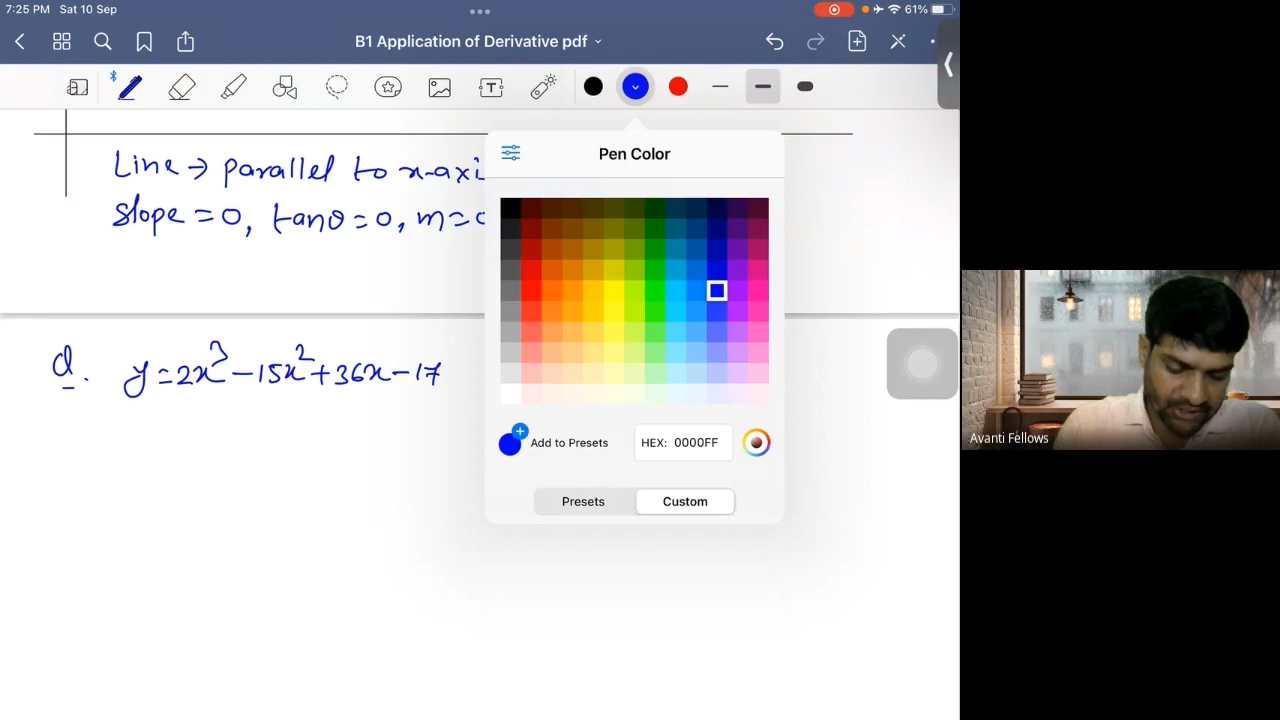 7:25 PM Sat 10 Sep
61%
B1 Application of Derivative pdf
T
Line → parallel to x-axi
Slope = 0, tanθ = 0, m = 0
Q. y = 2x³ - 15x² + 36x - 17
Pen Color
Add to Presets
HEX: 0000FF
Presets
Custom
Avanti Fellows